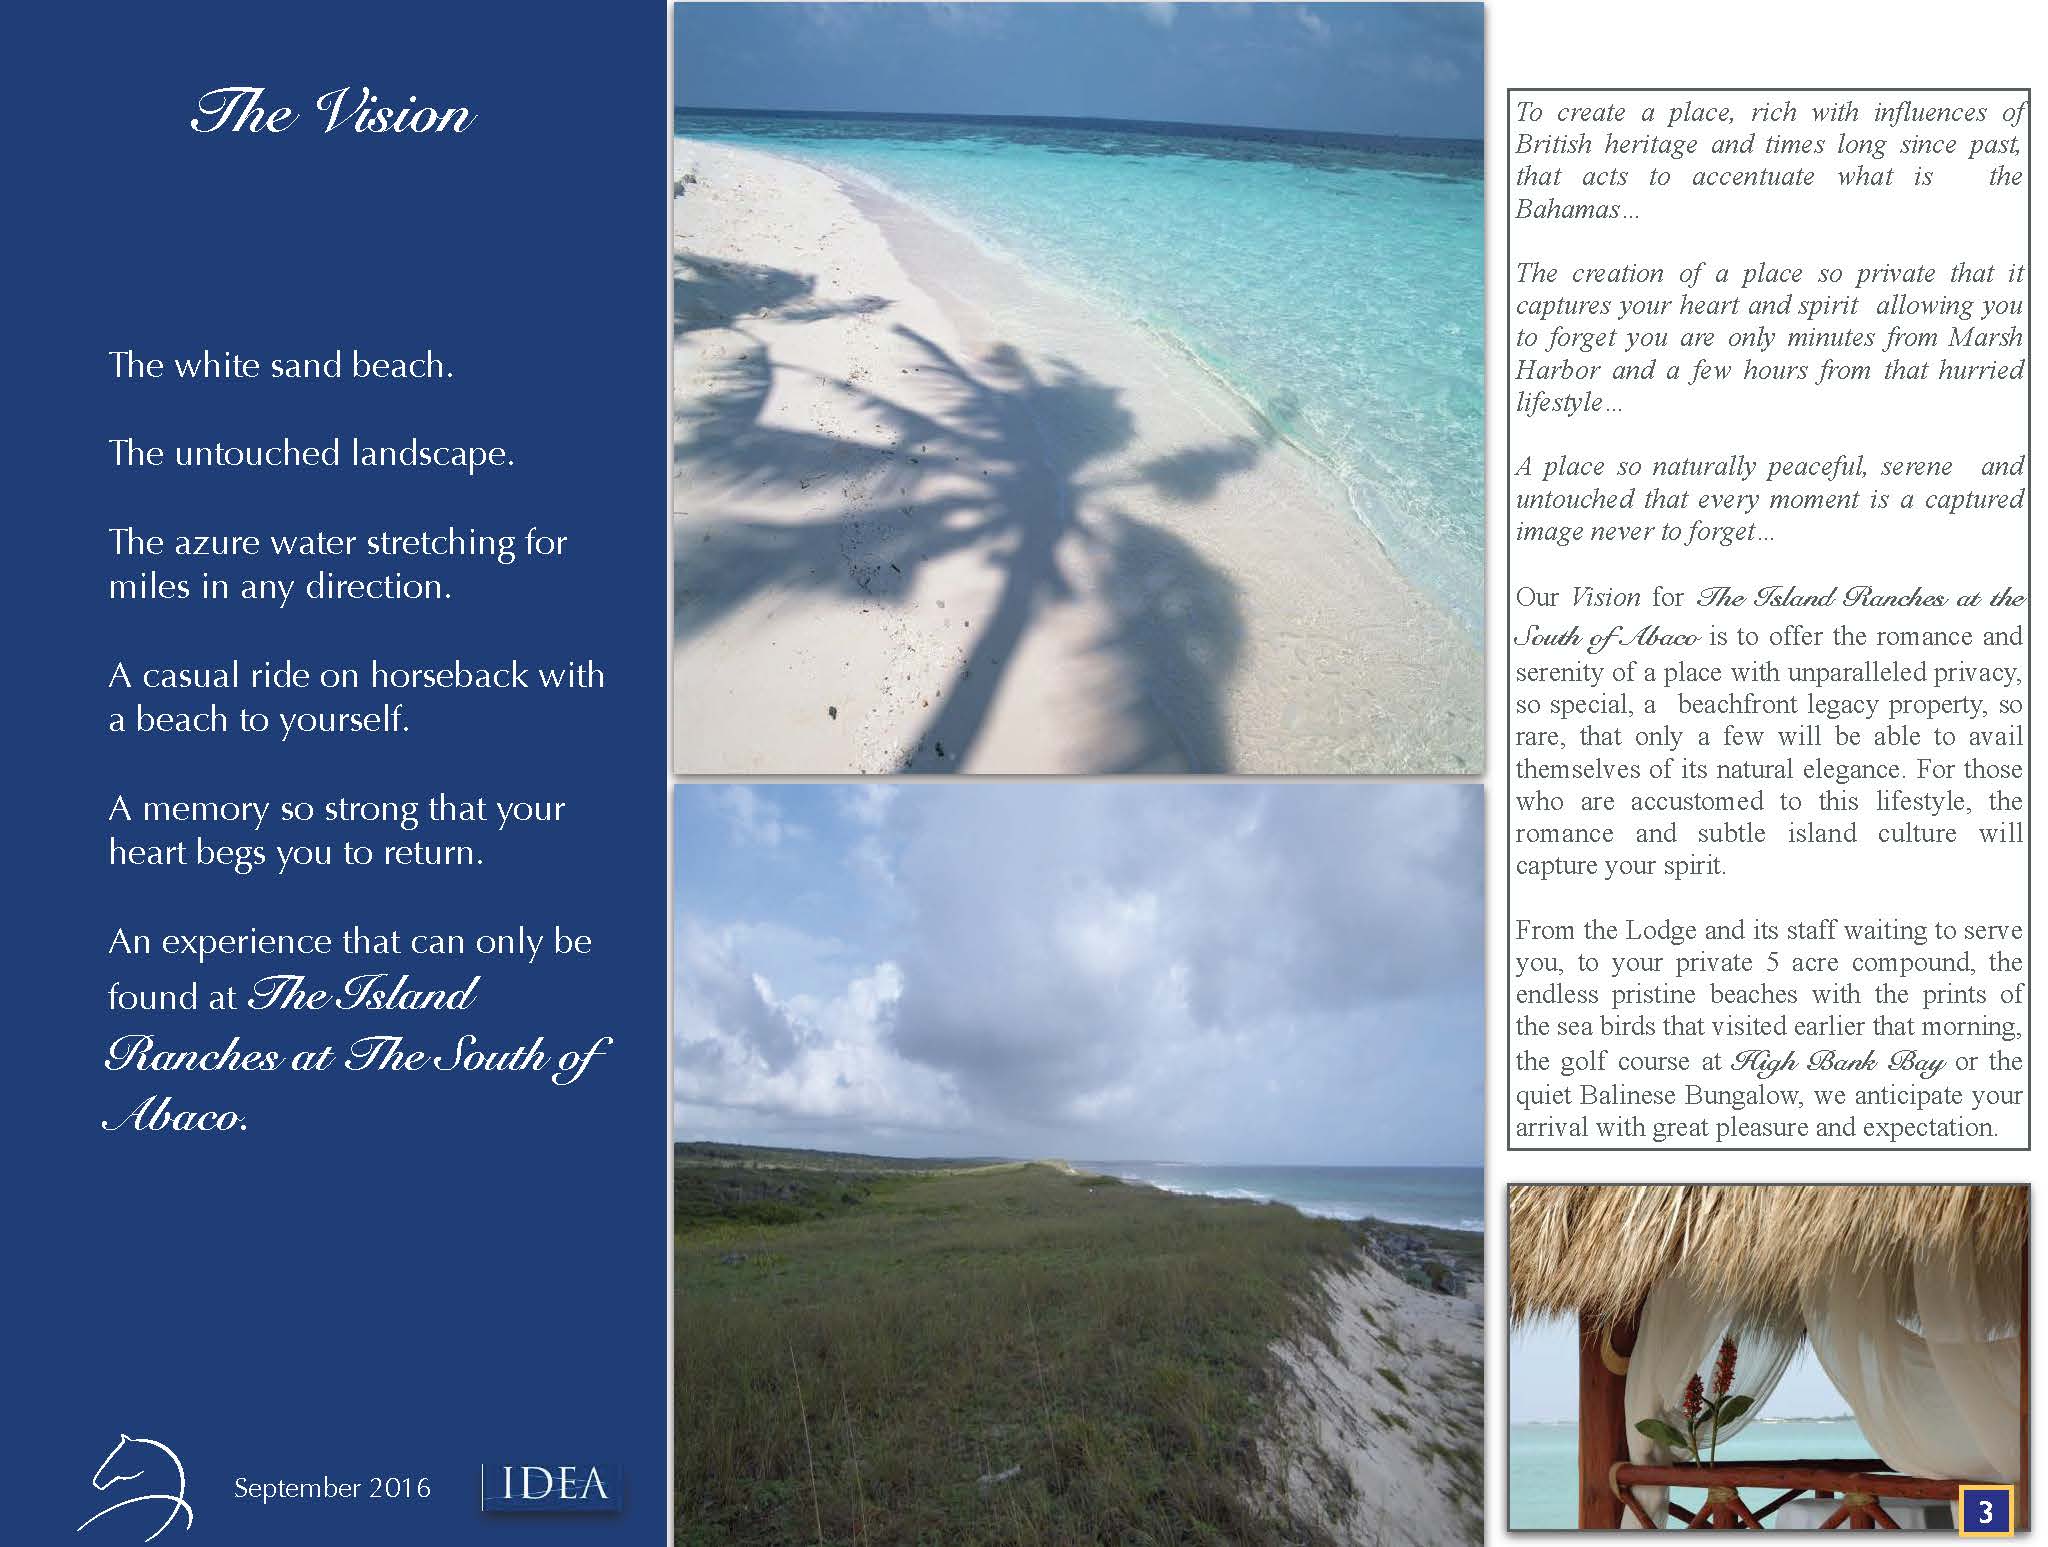 The Vision
The white sand beach.
The untouched landscape.
The azure water stretching for
miles in any direction.
A casual ride on horseback with
a beach to yourself.
A memory so strong that your
heart begs you to return.
An experience that can only be
found at The Island
Ranches at The South of
Abaco.
September 2016
IDEA
To create a place, rich with influences of
British heritage and times long since past,
that acts to accentuate what is the
Bahamas…
The creation of a place so private that it
captures your heart and spirit allowing you
to forget you are only minutes from Marsh
Harbor and a few hours from that hurried
lifestyle…
A place so naturally peaceful, serene and
untouched that every moment is a captured
image never to forget…
Our Vision for The Island Ranches at the
South of Abaco is to offer the romance and
serenity of a place with unparalleled privacy,
so special, a beachfront legacy property, so
rare, that only a few will be able to avail
themselves of its natural elegance. For those
who are accustomed to this lifestyle, the
romance and subtle island culture will
capture your spirit.
From the Lodge and its staff waiting to serve
you, to your private 5 acre compound, the
endless pristine beaches with the prints of
the sea birds that visited earlier that morning,
the golf course at High Bank Bay or the
quiet Balinese Bungalow, we anticipate your
arrival with great pleasure and expectation.
3